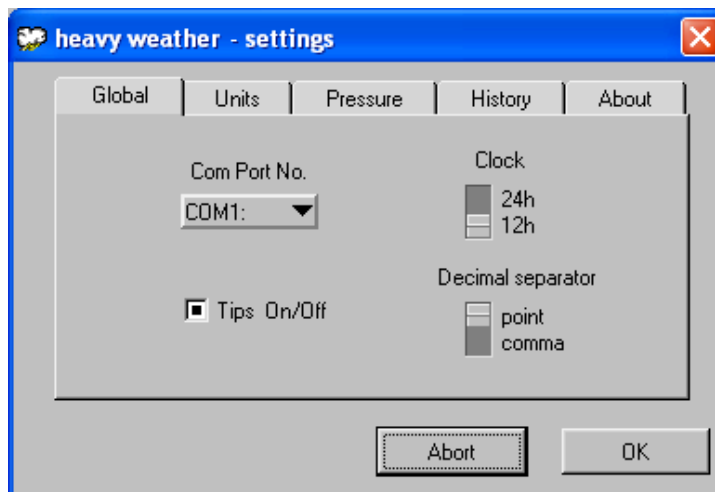 heavy weather - settings
Global Units Pressure History About
Com Port No.
COM1:
Clock
24h
12h
Tips On/Off
Decimal separator
point
comma
Abort OK